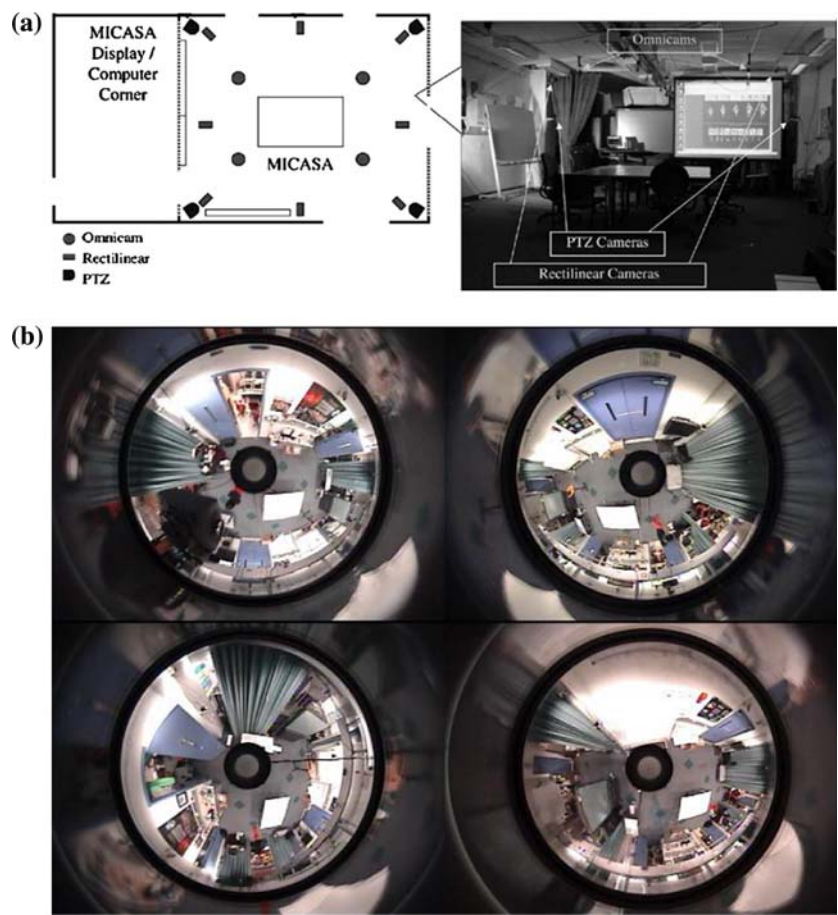 (a)
MICASA
Display /
Computer
Corner
MICASA
Omnicam
Rectilinear
PTZ
Omnicams
PTZ Cameras
Rectilinear Cameras
(b)